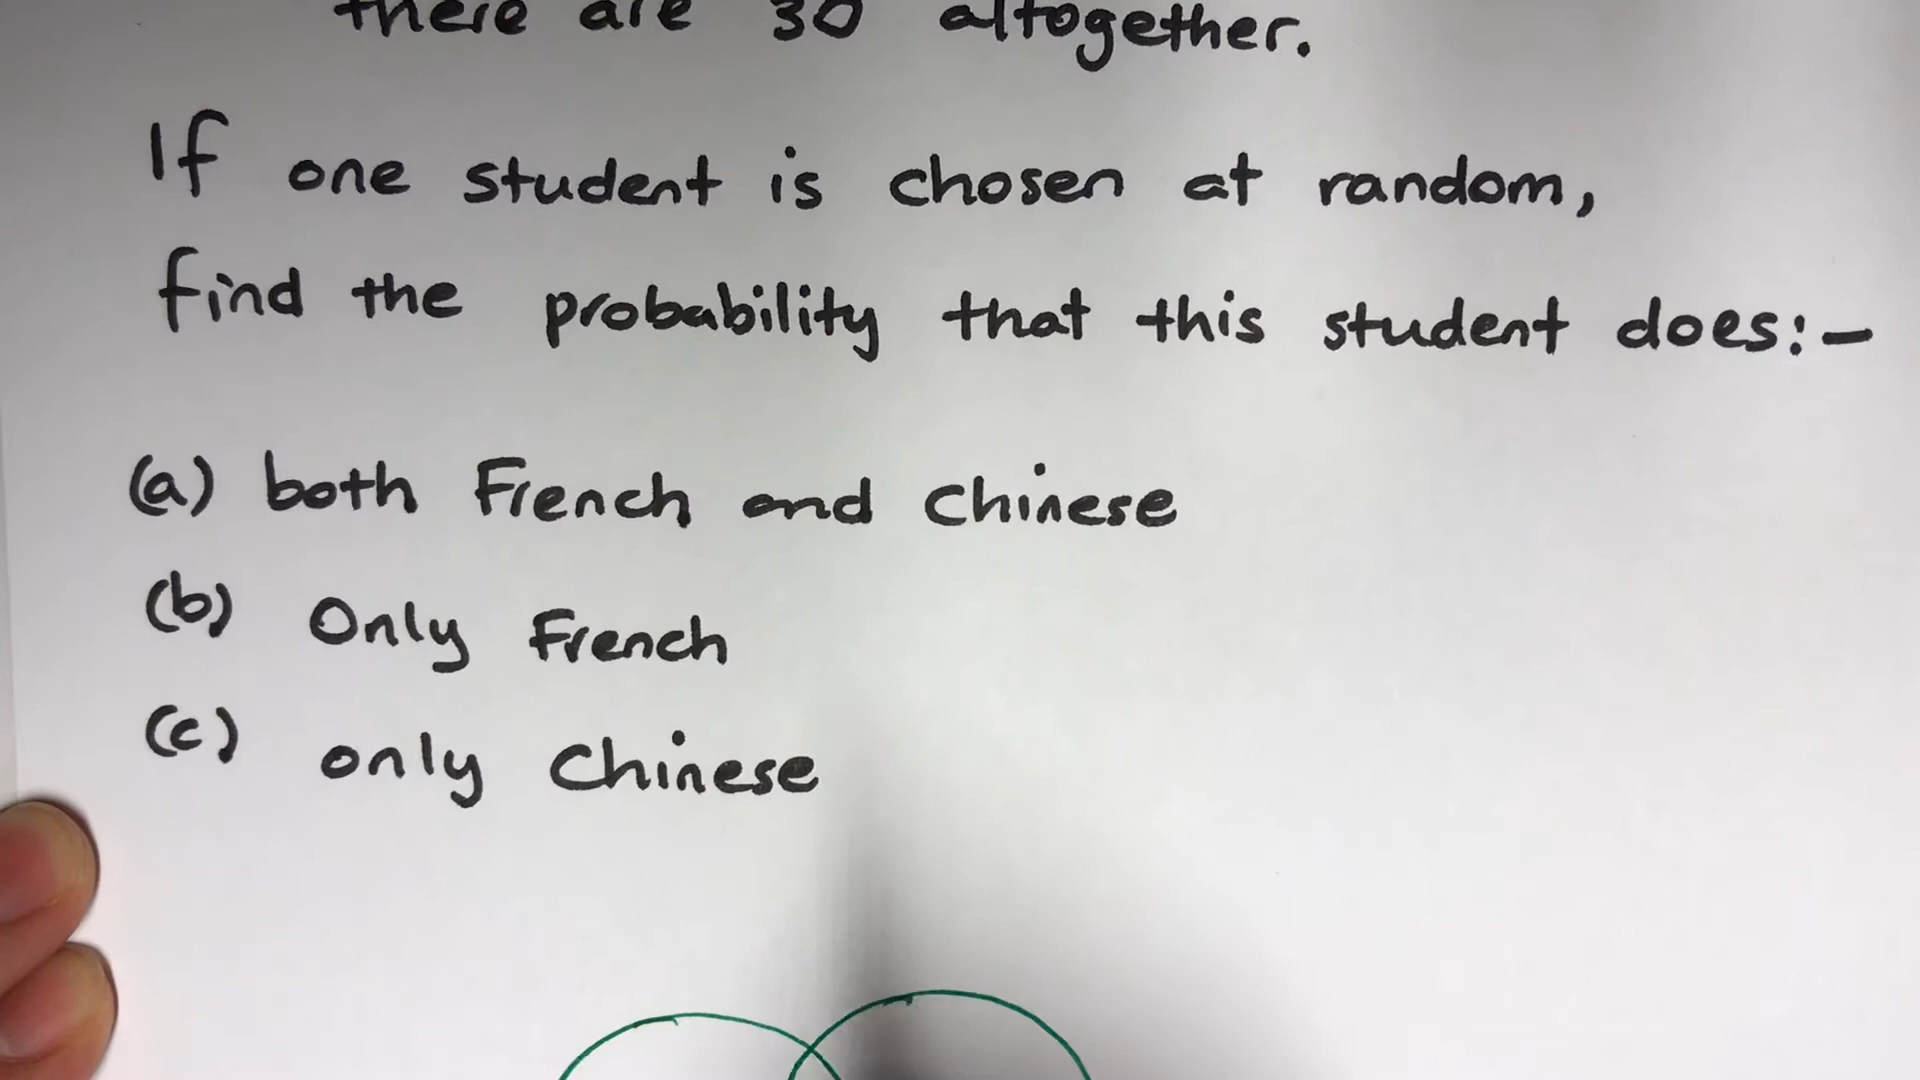 there are 30 altogether.
If one student is chosen at random,
find the probability that this student does:-
(a) both French and Chinese
(b) Only French
(c) only Chinese